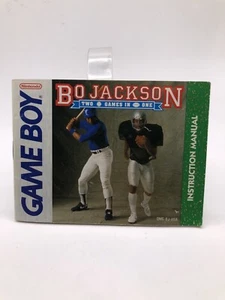 Nintendo
GAME BOY
BO JACKSON
TWO GAMES IN ONE
INSTRUCTION MANUAL